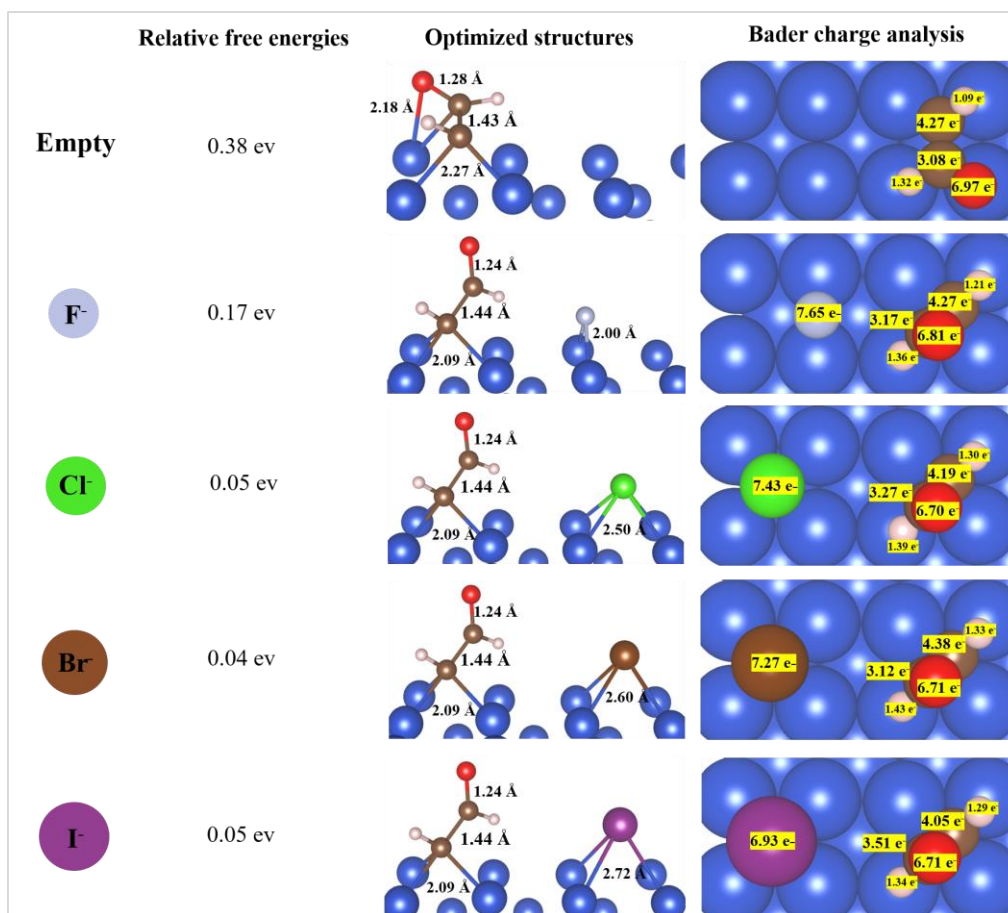 Relative free energies Optimized structures Bader charge analysis
Empty 0.38 ev
1.28 Å
2.18 Å
1.43 Å
2.27 Å
1.09 e-
4.27 e-
3.08 e-
1.32 e-
6.97 e-
F- 0.17 ev
1.24 Å
1.44 Å
2.00 Å
2.09 Å
1.21 e-
4.27 e-
7.65 e-
3.17 e-
6.81 e-
1.36 e-
Cl- 0.05 ev
1.24 Å
1.44 Å
2.09 Å
2.50 Å
1.30 e-
4.19 e-
7.43 e-
3.27 e-
6.70 e-
1.39 e-
Br- 0.04 ev
1.24 Å
1.44 Å
2.09 Å
2.60 Å
1.33 e-
4.38 e-
7.27 e-
3.12 e-
6.71 e-
1.43 e-
I- 0.05 ev
1.24 Å
1.44 Å
2.09 Å
2.72 Å
1.29 e-
4.05 e-
6.93 e-
3.51 e-
6.71 e-
1.34 e-